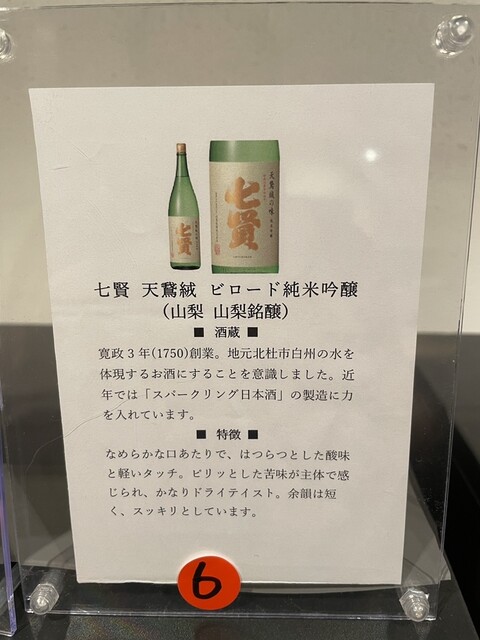 七賢
天鵞絨の味
七賢
七賢 天鵞絨 ビロード純米吟醸
(山梨 山梨銘醸)
■ 酒蔵 ■
寛政3年(1750)創業。地元北杜市白州の水を
体現するお酒にすることを意識しました。近
年では「スパークリング日本酒」の製造に力
を入れています。
■ 特徴 ■
なめらかな口あたりで、はつらつとした酸味
と軽いタッチ。ピリッとした苦味が主体で感
じられ、かなりドライテイスト。余韻は短
く、スッキリとしています。
6